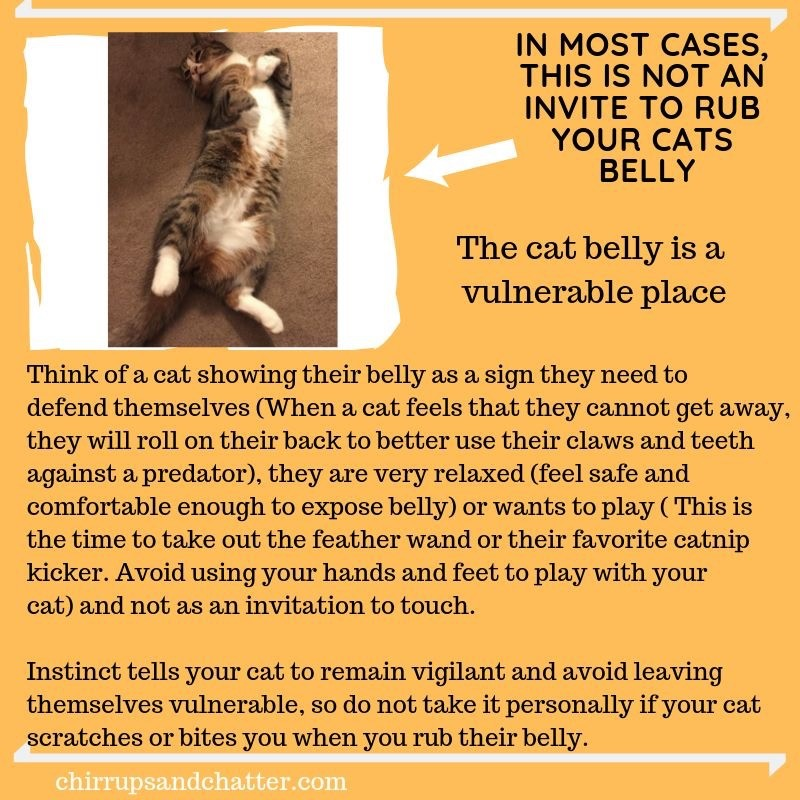 IN MOST CASES,
THIS IS NOT AN
INVITE TO RUB
YOUR CATS
BELLY
The cat belly is a
vulnerable place
Think of a cat showing their belly as a sign they need to
defend themselves (When a cat feels that they cannot get away,
they will roll on their back to better use their claws and teeth
against a predator), they are very relaxed (feel safe and
comfortable enough to expose belly) or wants to play ( This is
the time to take out the feather wand or their favorite catnip
kicker. Avoid using your hands and feet to play with your
cat) and not as an invitation to touch.
Instinct tells your cat to remain vigilant and avoid leaving
themselves vulnerable, so do not take it personally if your cat
scratches or bites you when you rub their belly.
chirrupsandchatter.com